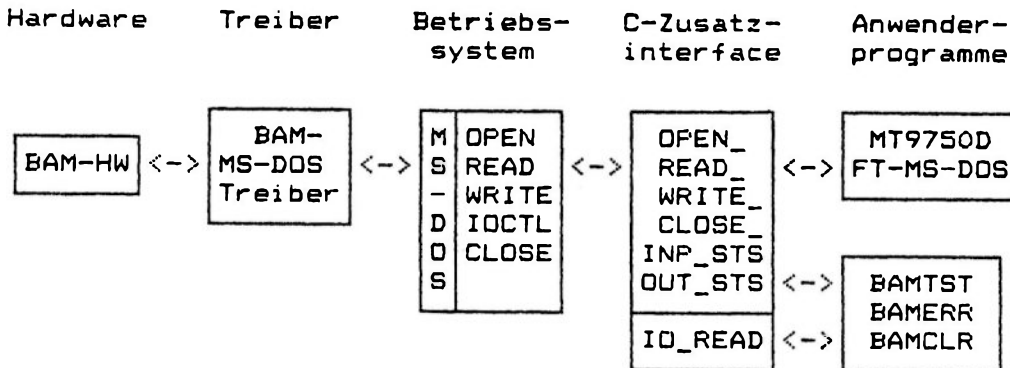 Hardware Treiber Betriebs- C-Zusatz- Anwender-
system interface programme
M OPEN OPEN_ MT9750D
BAM-
BAM-HW <-> MS-DOS <-> S READ <-> READ_ <-> FT-MS-DOS
Treiber - WRITE WRITE_
D IOCTL CLOSE_
O CLOSE INP_STS
S OUT_STS <-> BAMTST
BAMERR
IO_READ <-> BAMCLR